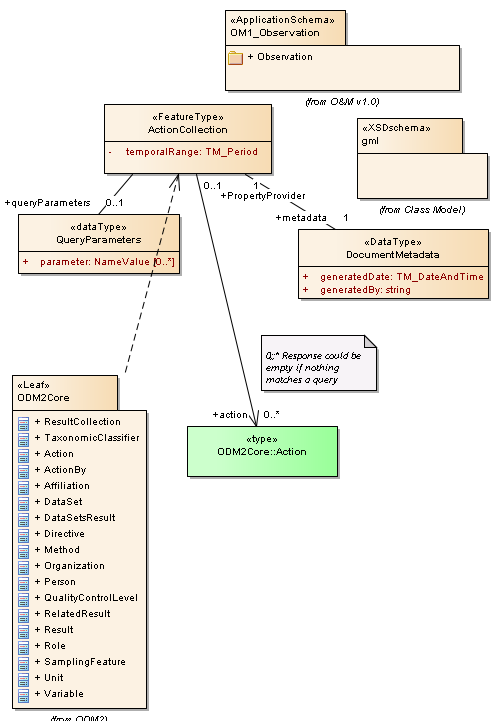 «ApplicationSchema»
OM1_Observation
+ Observation
(from O&M v1.0)
«FeatureType»
ActionCollection
- temporalRange: TM_Period
«XSDschema»
gml
(from Class Model)
+queryParameters
0..1
0..1
1
+PropertyProvider
+metadata
1
«dataType»
QueryParameters
+ parameter: NameValue [0..*]
«DataType»
DocumentMetadata
+ generatedDate: TM_DateAndTime
+ generatedBy: string
0;;* Response could be
empty if nothing
matches a query
+action
0..*
«type»
ODM2Core::Action
«Leaf»
ODM2Core
+ ResultCollection
+ TaxonomicClassifier
+ Action
+ ActionBy
+ Affiliation
+ DataSet
+ DataSetsResult
+ Directive
+ Method
+ Organization
+ Person
+ QualityControlLevel
+ RelatedResult
+ Result
+ Role
+ SamplingFeature
+ Unit
+ Variable
(from ODM2)